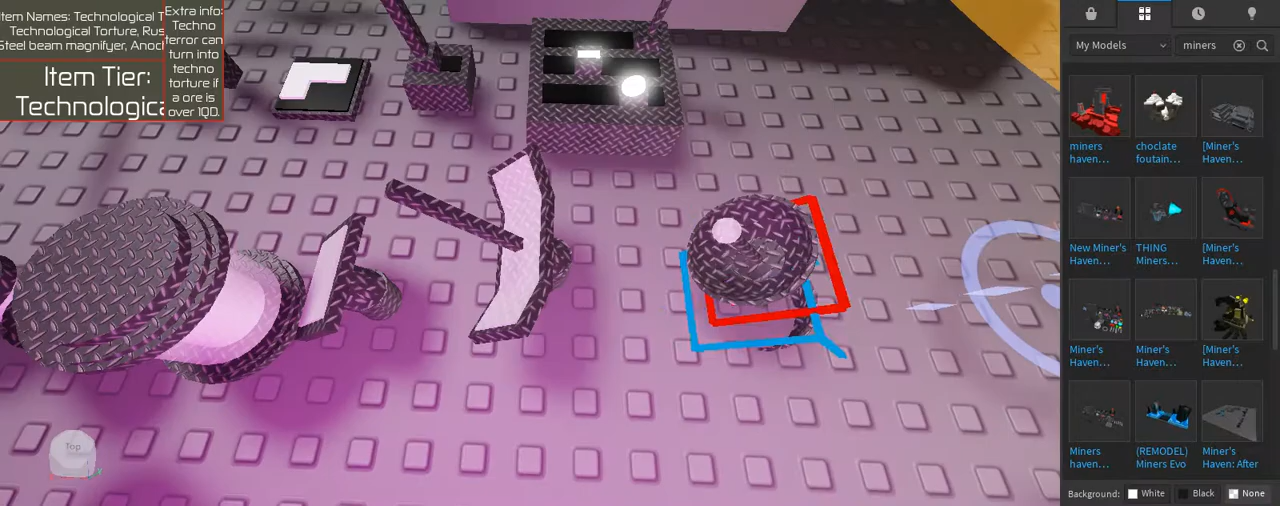 Item Names: Technological T
Technological Torture, Rus
Steel beam magnifyer, Anoch
Item Tier:
Technologica
Extra info:
Techno
terror can
turn into
techno
torture if
a ore is
over 1QD.
Top
Y
My Models
miners
miners
haven…
choclate
foutain…
[Miner's
Haven…
New Miner's
Haven…
THING
Miners…
[Miner's
Haven…
Miner's
Haven…
Miner's
Haven…
[Miner's
Haven…
Miners
haven…
(REMODEL)
Miners Evo
Miner's
Haven: After
Background:
White
Black
None